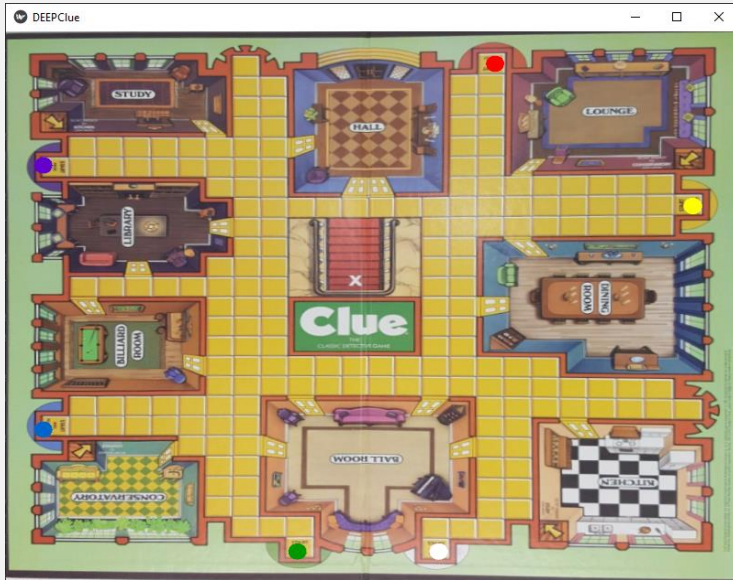 DEEPClue
STUDY
HALL
LOUNGE
LIBRARY
X
DINING
ROOM
Clue
THE
CLASSIC DETECTIVE GAME
BILLIARD
ROOM
BALL ROOM
CONSERVATORY
KITCHEN